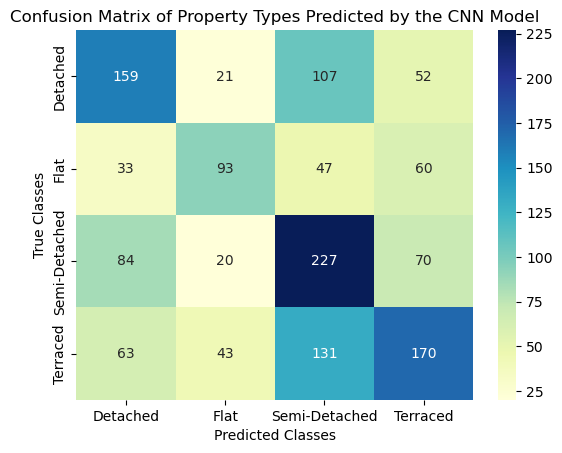 Confusion Matrix of Property Types Predicted by the CNN Model
True Classes
Detached
Flat
Semi-Detached
Terraced
159 21 107 52
33 93 47 60
84 20 227 70
63 43 131 170
Detached Flat Semi-Detached Terraced
Predicted Classes
225
200
175
150
125
100
75
50
25